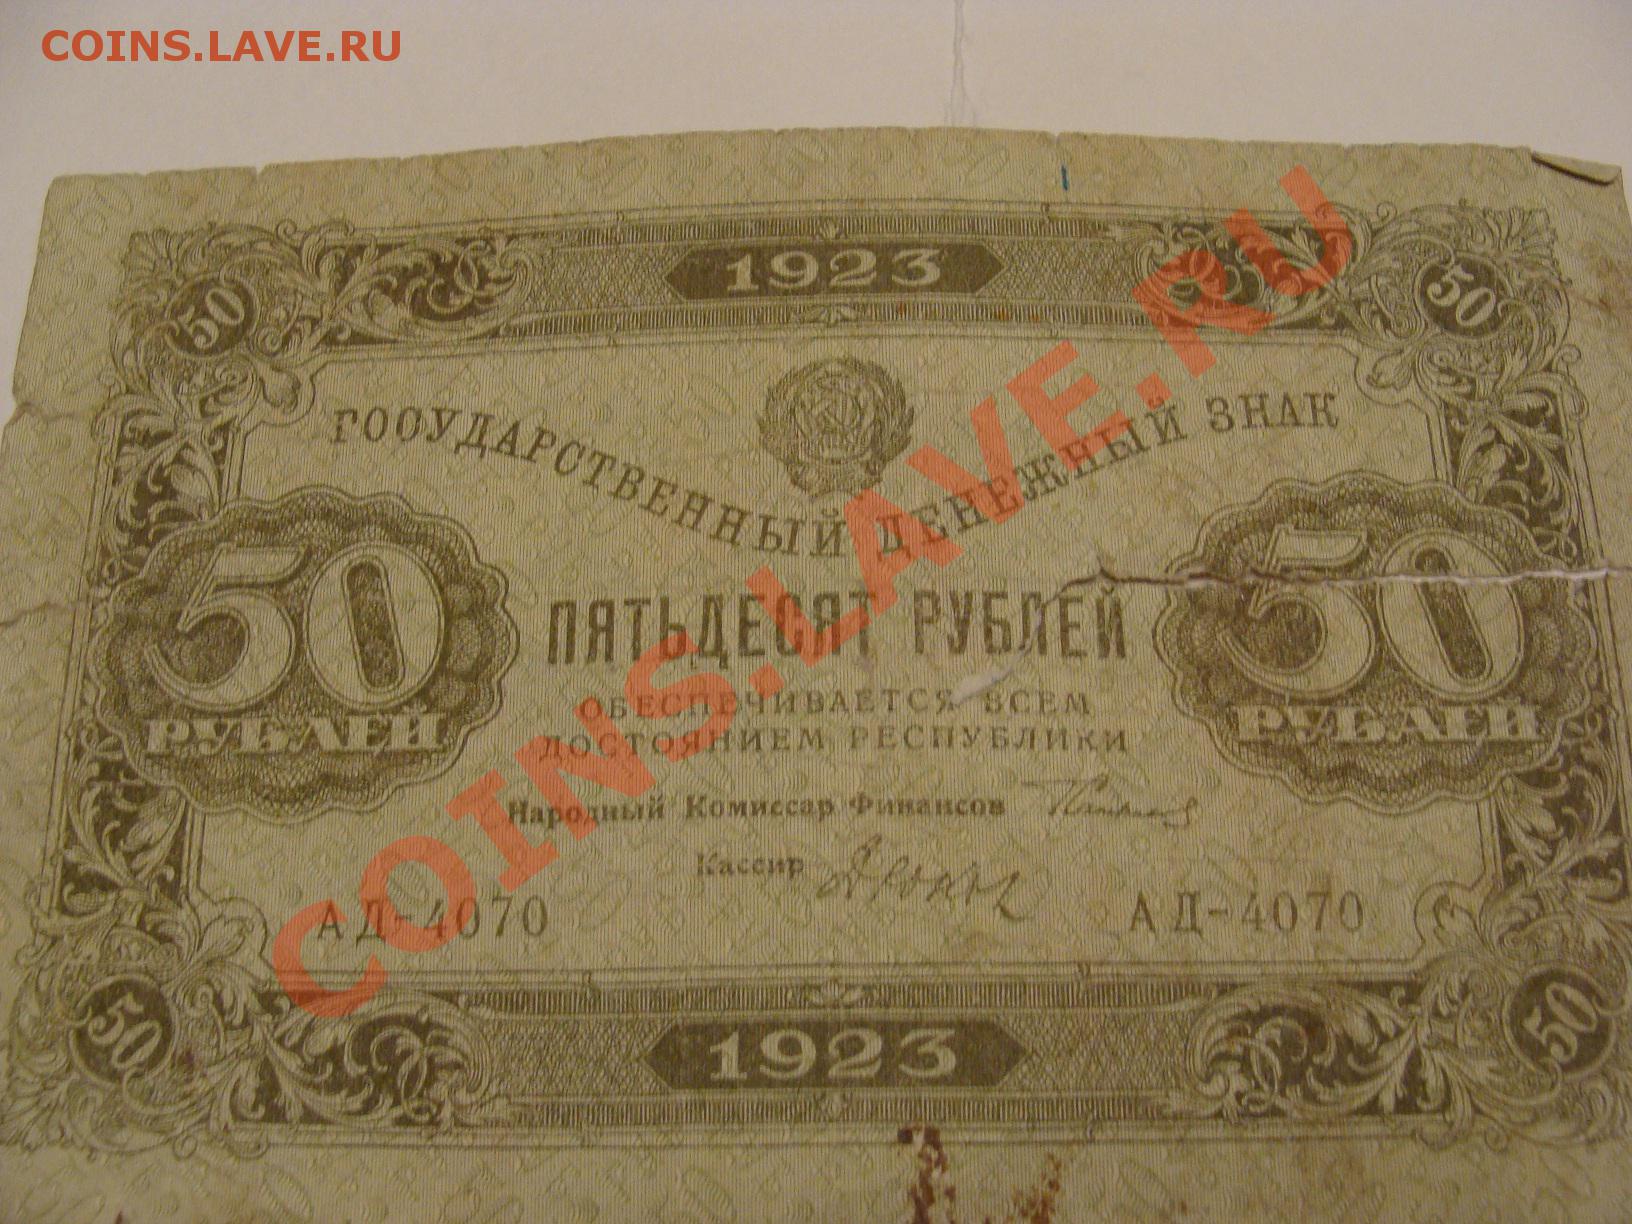 COINS.LAVE.RU
1923
50
50
ГОСУДАРСТВЕННЫЙ ДЕНЕЖНЫЙ ЗНАК
50
РУБЛЕЙ
50
РУБЛЕЙ
ПЯТЬДЕСЯТ РУБЛЕЙ
ОБЕСПЕЧИВАЕТСЯ ВСЕМ
ДОСТОЯНИЕМ РЕСПУБЛИКИ
Народный Комиссар Финансов
Кассир
АД-4070
АД-4070
50
50
1923
COINS.LAVE.RU